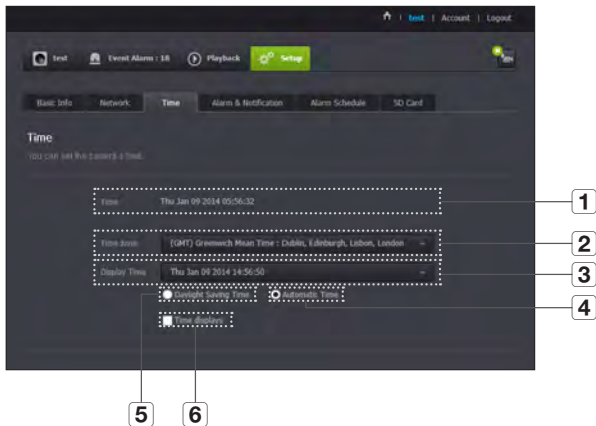 test | Account | Logout
test Event Alarm : 18 Playback Setup
Basic Info Network Time Alarm & Notification Alarm Schedule SD Card
Time
You can set the camera's time.
Time Thu Jan 09 2014 05:56:32
1
Time Zone (GMT) Greenwich Mean Time : Dublin, Edinburgh, Lisbon, London
2
Display Time Thu Jan 09 2014 14:56:50
3
Daylight Saving Time Automatic Time
4
Time displays
5 6